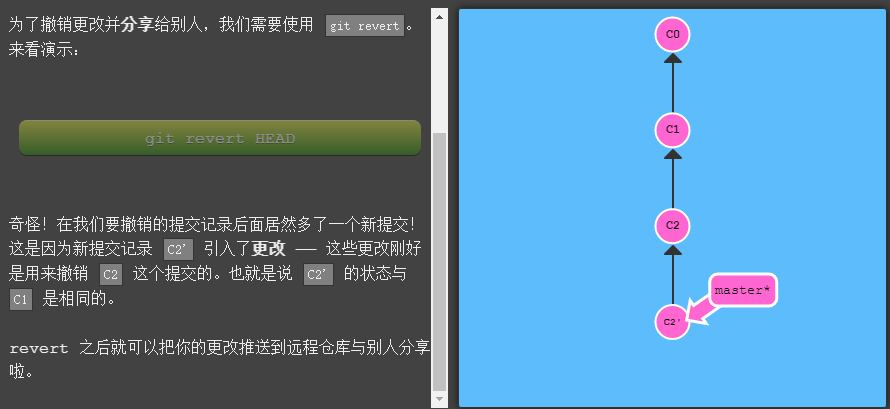 为了撤销更改并分享给别人，我们需要使用 git revert。
来看演示：
git revert HEAD
奇怪！在我们要撤销的提交记录后面居然多了一个新提交！
这是因为新提交记录 C2' 引入了更改 —— 这些更改刚好
是用来撤销 C2 这个提交的。也就是说 C2' 的状态与
C1 是相同的。
revert 之后就可以把你的更改推送到远程仓库与别人分享
啦。
C0
C1
C2
master*
C2'